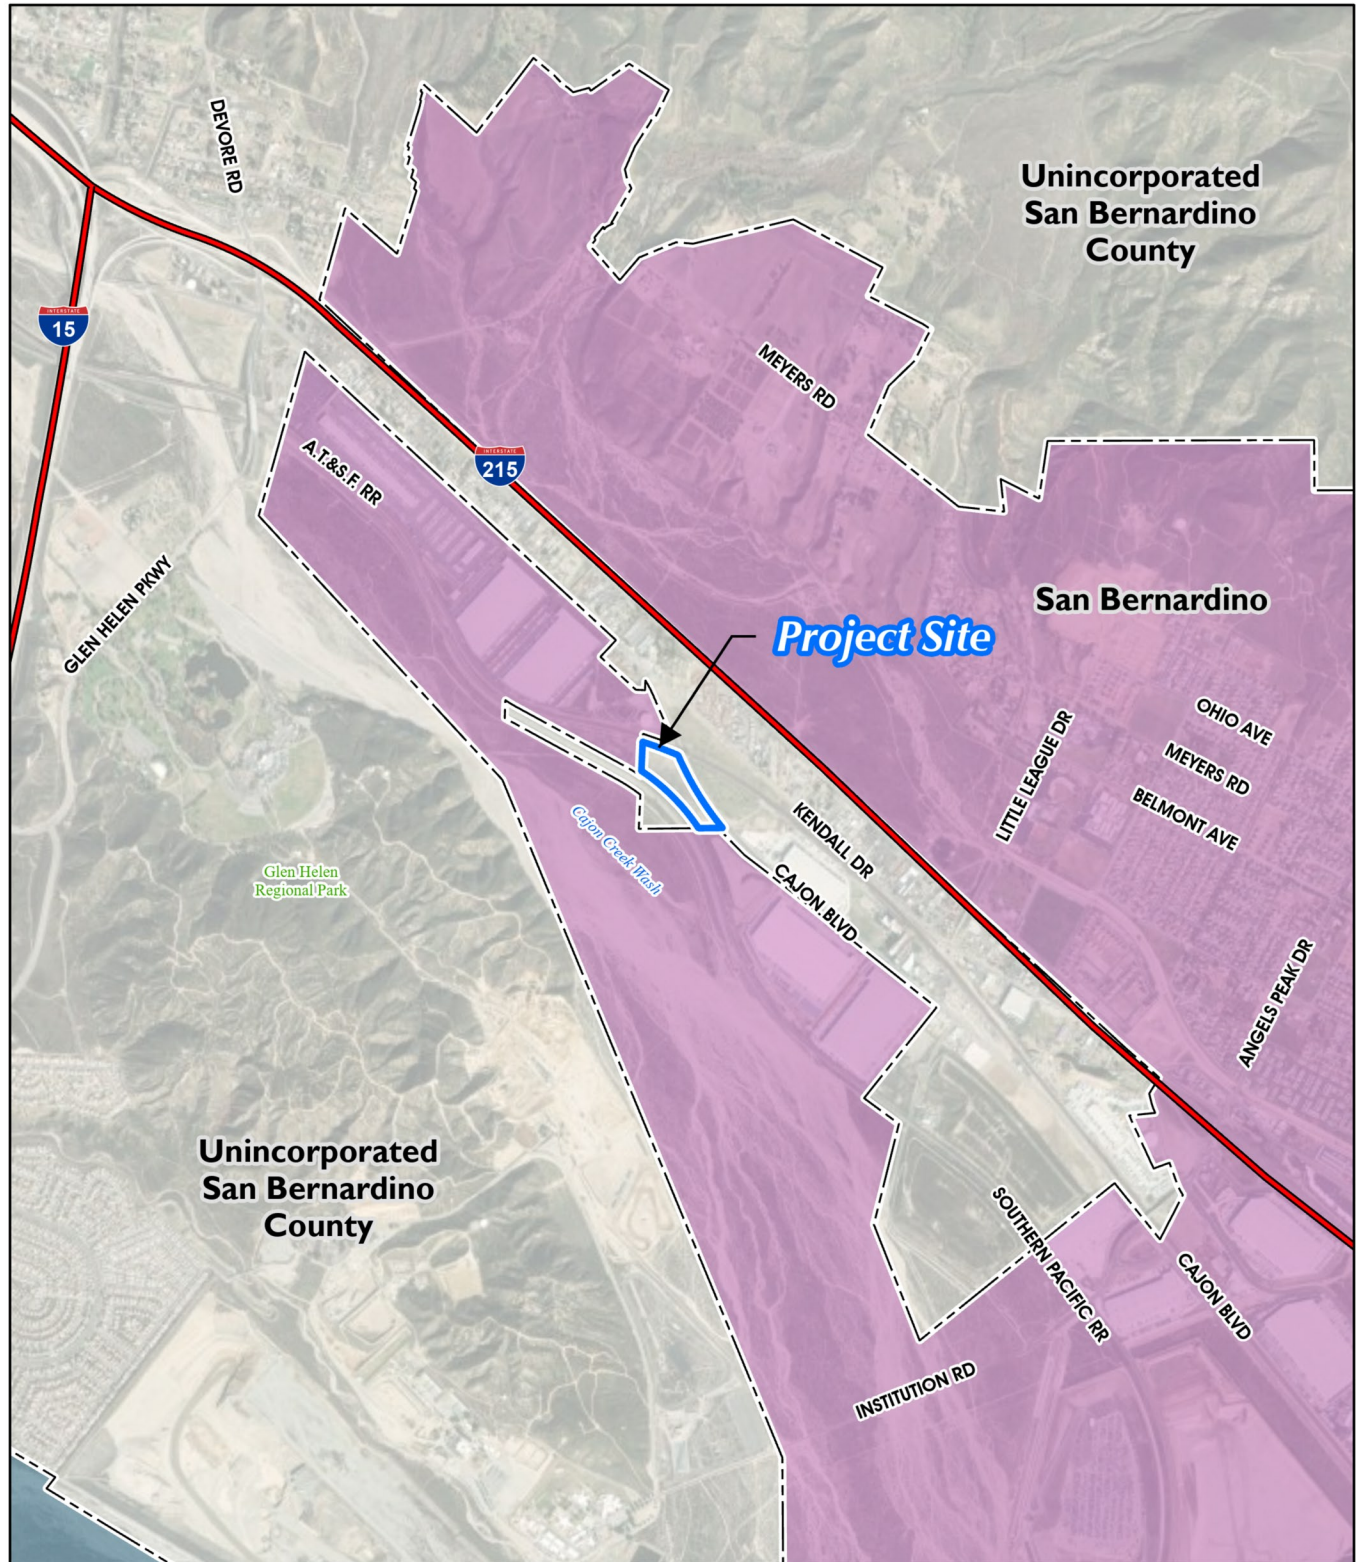 DEVORE RD
Unincorporated
San Bernardino
County
INTERSTATE
15
MEYERS RD
A.T.&S.F. RR
INTERSTATE
215
GLEN HELEN PKWY
San Bernardino
Project Site
OHIO AVE
LITTLE LEAGUE DR
MEYERS RD
BELMONT AVE
KENDALL DR
Cajon Creek Wash
Glen Helen
Regional Park
CAJON BLVD
ANGELS PEAK DR
Unincorporated
San Bernardino
County
SOUTHERN PACIFIC RR
CAJON BLVD
INSTITUTION RD